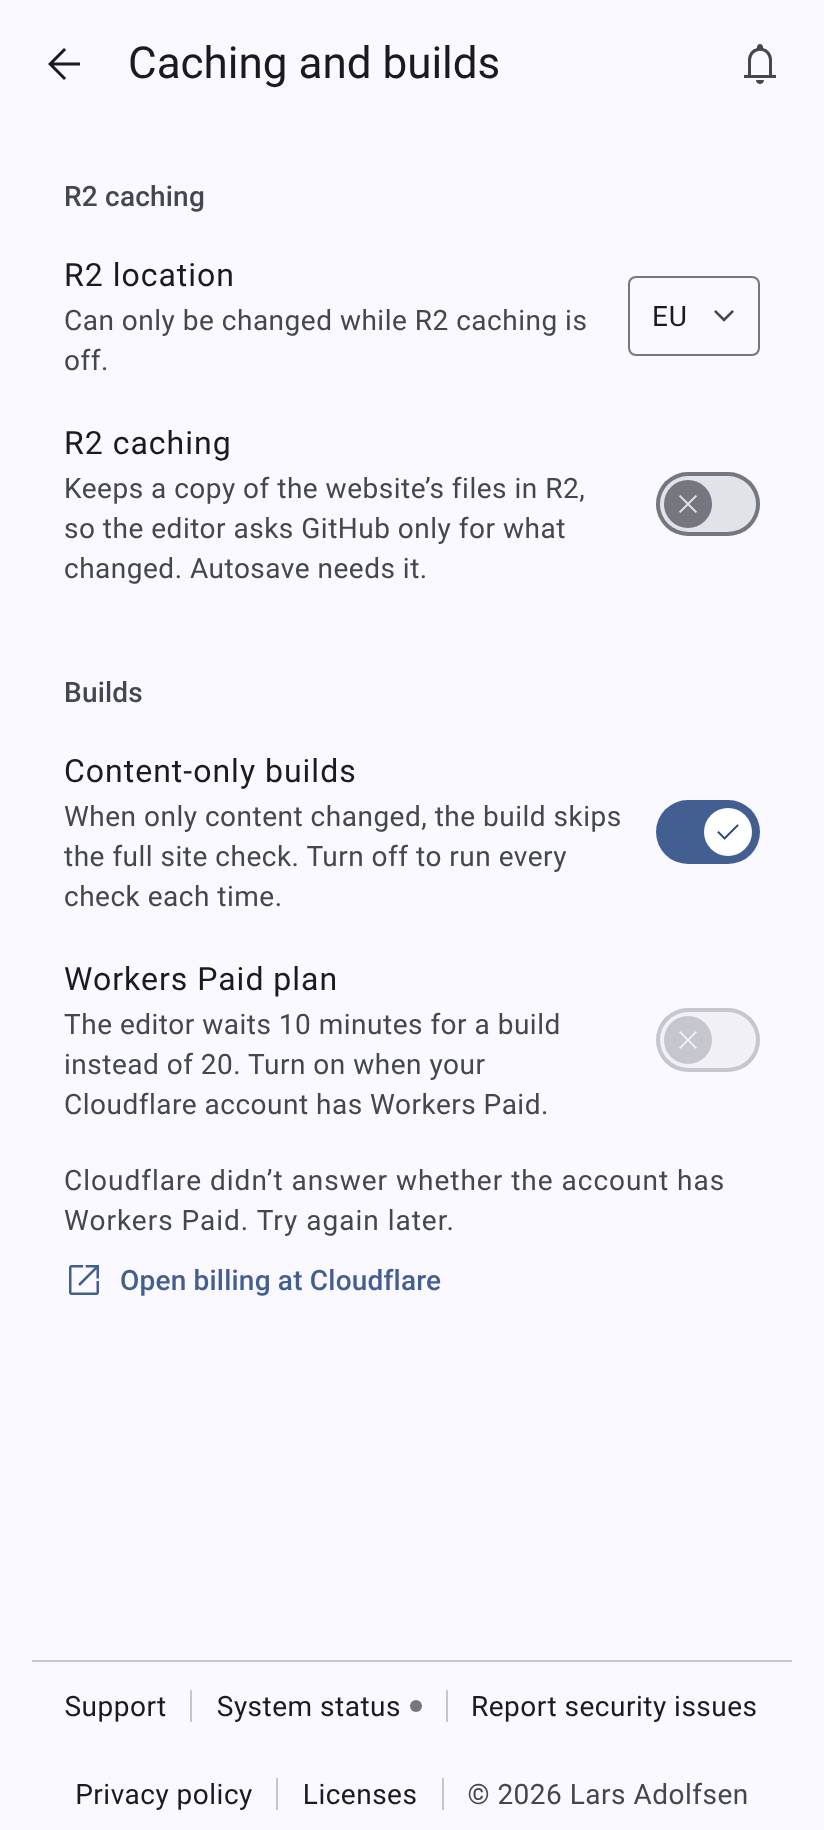 Caching and builds
R2 caching
R2 location
Can only be changed while R2 caching is
off.
EU
R2 caching
Keeps a copy of the website’s files in R2,
so the editor asks GitHub only for what
changed. Autosave needs it.
Builds
Content-only builds
When only content changed, the build skips
the full site check. Turn off to run every
check each time.
Workers Paid plan
The editor waits 10 minutes for a build
instead of 20. Turn on when your
Cloudflare account has Workers Paid.
Cloudflare didn’t answer whether the account has
Workers Paid. Try again later.
Open billing at Cloudflare
Support
System status
Report security issues
Privacy policy
Licenses
© 2026 Lars Adolfsen